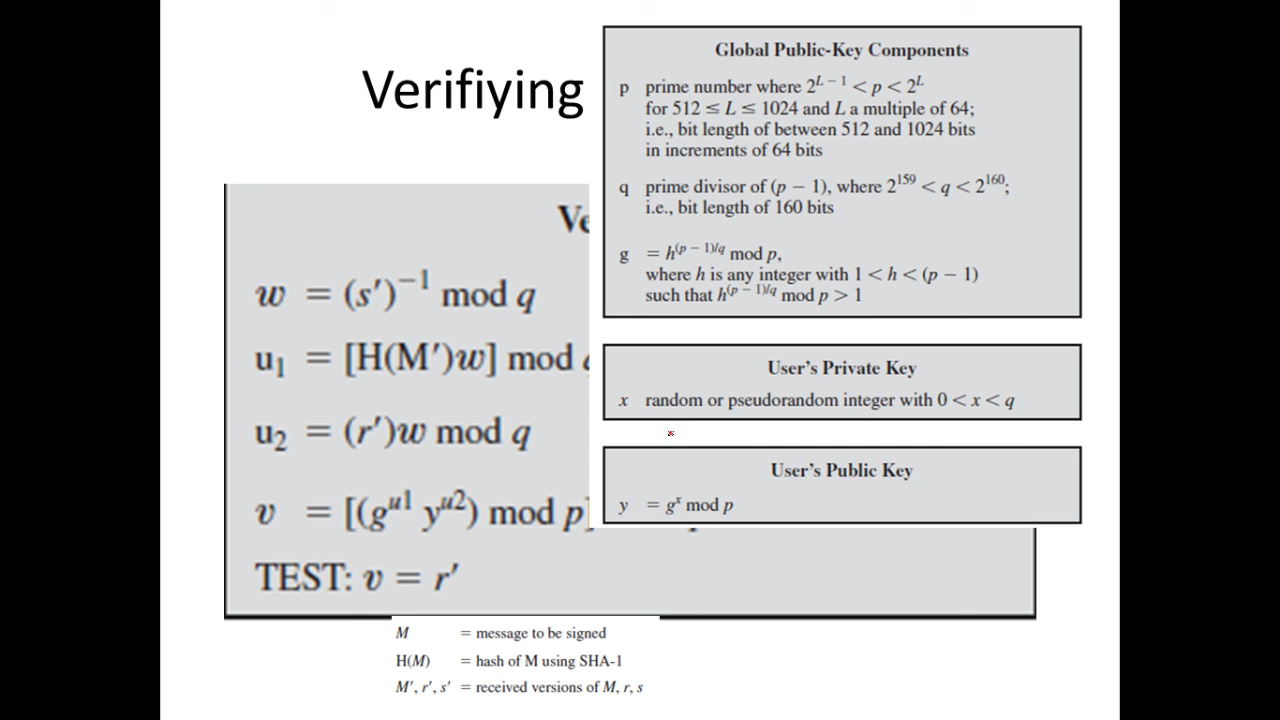 Verifiying
Global Public-Key Components
p prime number where 2^{L − 1} < p < 2^L
for 512 ≤ L ≤ 1024 and L a multiple of 64;
i.e., bit length of between 512 and 1024 bits
in increments of 64 bits
q prime divisor of (p − 1), where 2^{159} < q < 2^{160};
i.e., bit length of 160 bits
g = h^{(p − 1)/q} mod p,
where h is any integer with 1 < h < (p − 1)
such that h^{(p − 1)/q} mod p > 1
User's Private Key
x random or pseudorandom integer with 0 < x < q
User's Public Key
y = g^x mod p
Ve
w = (s′)^{−1} mod q
u_1 = [H(M′)w] mod
u_2 = (r′)w mod q
v = [(g^{u1} y^{u2}) mod p]
TEST: v = r′
M = message to be signed
H(M) = hash of M using SHA-1
M′, r′, s′ = received versions of M, r, s